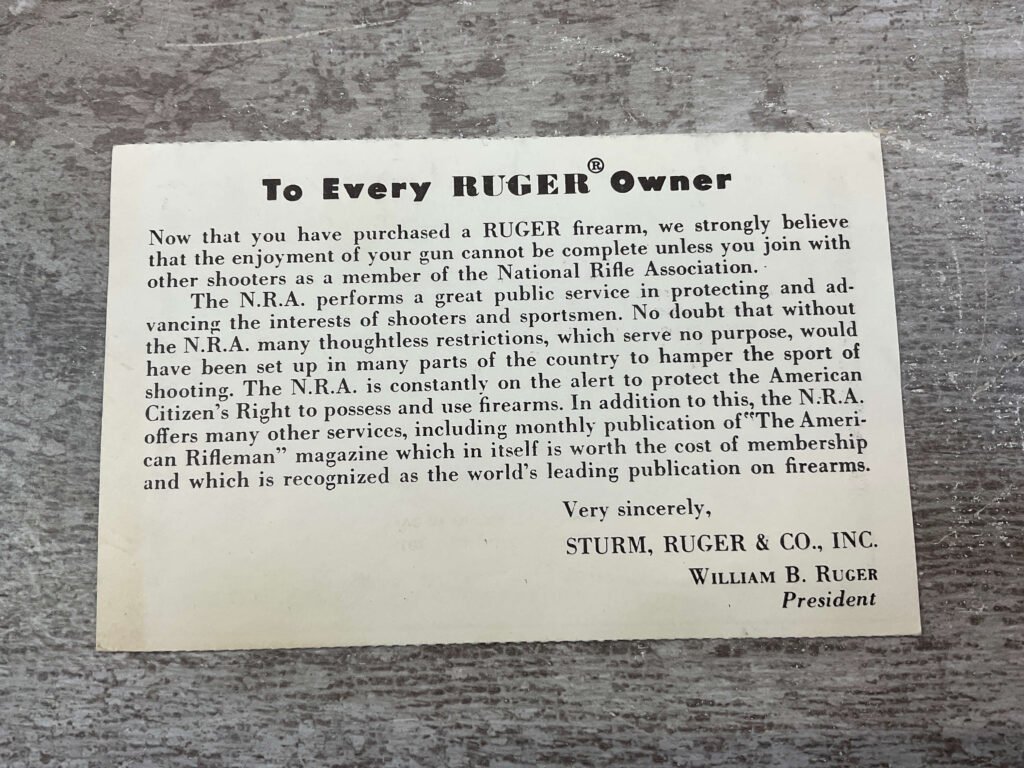 To Every RUGER® Owner
Now that you have purchased a RUGER firearm, we strongly believe
that the enjoyment of your gun cannot be complete unless you join with
other shooters as a member of the National Rifle Association.
The N.R.A. performs a great public service in protecting and ad-
vancing the interests of shooters and sportsmen. No doubt that without
the N.R.A. many thoughtless restrictions, which serve no purpose, would
have been set up in many parts of the country to hamper the sport of
shooting. The N.R.A. is constantly on the alert to protect the American
Citizen's Right to possess and use firearms. In addition to this, the N.R.A.
offers many other services, including monthly publication of "The Ameri-
can Rifleman" magazine which in itself is worth the cost of membership
and which is recognized as the world's leading publication on firearms.
Very sincerely,
STURM, RUGER & CO., INC.
WILLIAM B. RUGER
President